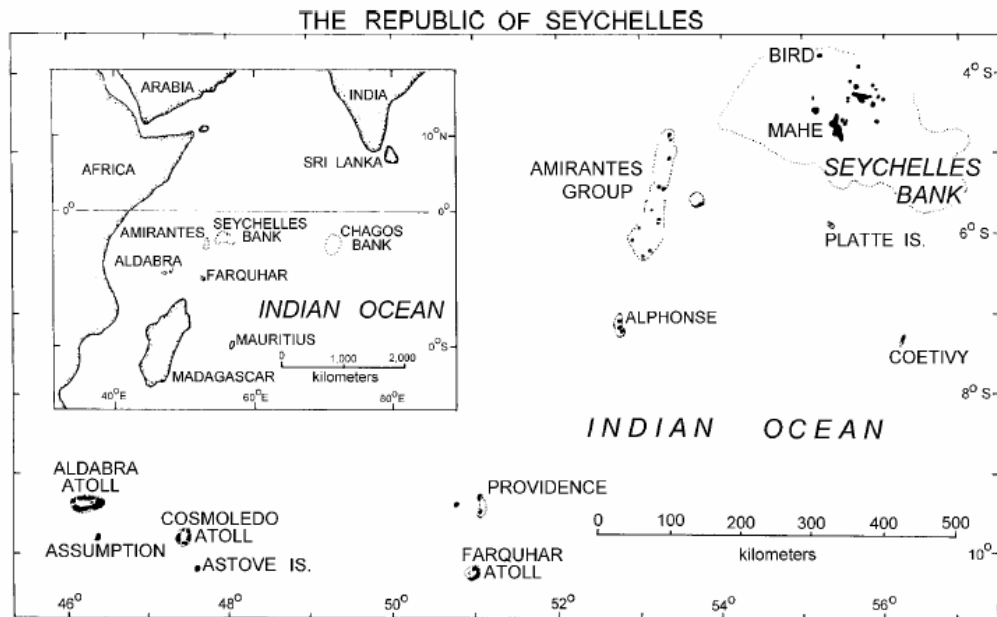 THE REPUBLIC OF SEYCHELLES
ARABIA
INDIA
10°N
SRI LANKA
AFRICA
0°
0°
AMIRANTES
SEYCHELLES
BANK
CHAGOS
BANK
ALDABRA
FARQUHAR
INDIAN OCEAN
MAURITIUS
0 1,000 2,000
kilometers
MADAGASCAR
40°E 60°E 80°E
BIRD
4° S
MAHE
AMIRANTES
GROUP
SEYCHELLES
BANK
PLATTE IS.
6° S
ALPHONSE
COETIVY
8° S
INDIAN OCEAN
ALDABRA
ATOLL
PROVIDENCE
COSMOLEDO
ATOLL
ASSUMPTION
ASTOVE IS.
FARQUHAR
ATOLL
0 100 200 300 400 500
kilometers
10°
46° 48° 50° 52° 54° 56°